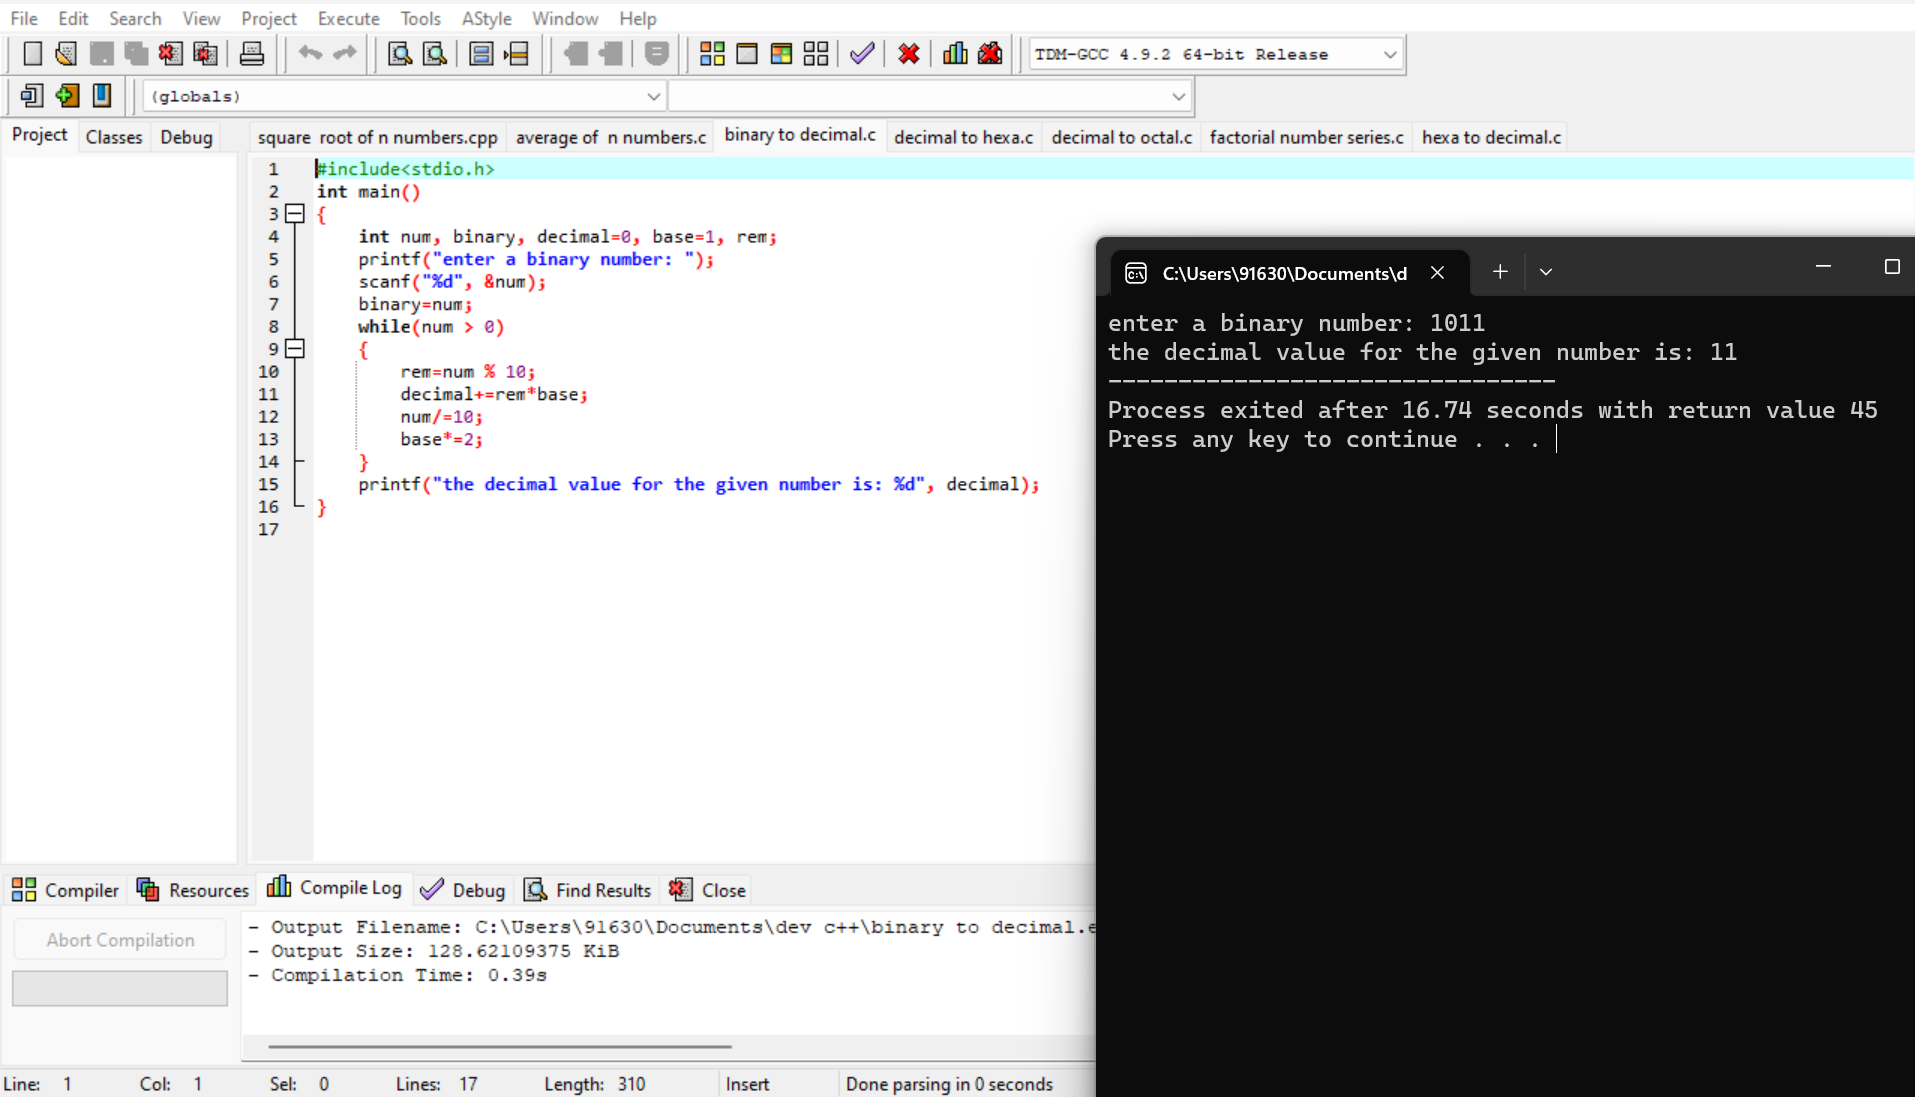 File Edit Search View Project Execute Tools AStyle Window Help
TDM-GCC 4.9.2 64-bit Release
(globals)
Project Classes Debug
square root of n numbers.cpp average of n numbers.c binary to decimal.c decimal to hexa.c decimal to octal.c factorial number series.c hexa to decimal.c
1 #include<stdio.h>
2 int main()
3 {
4 int num, binary, decimal=0, base=1, rem;
5 printf("enter a binary number: ");
6 scanf("%d", &num);
7 binary=num;
8 while(num > 0)
9 {
10 rem=num % 10;
11 decimal+=rem*base;
12 num/=10;
13 base*=2;
14 }
15 printf("the decimal value for the given number is: %d", decimal);
16 }
17
C:\Users\91630\Documents\d
enter a binary number: 1011
the decimal value for the given number is: 11
--------------------------------
Process exited after 16.74 seconds with return value 45
Press any key to continue . . .
Compiler Resources Compile Log Debug Find Results Close
Abort Compilation
- Output Filename: C:\Users\91630\Documents\dev c++\binary to decimal.e
- Output Size: 128.62109375 KiB
- Compilation Time: 0.39s
Line: 1 Col: 1 Sel: 0 Lines: 17 Length: 310 Insert Done parsing in 0 seconds